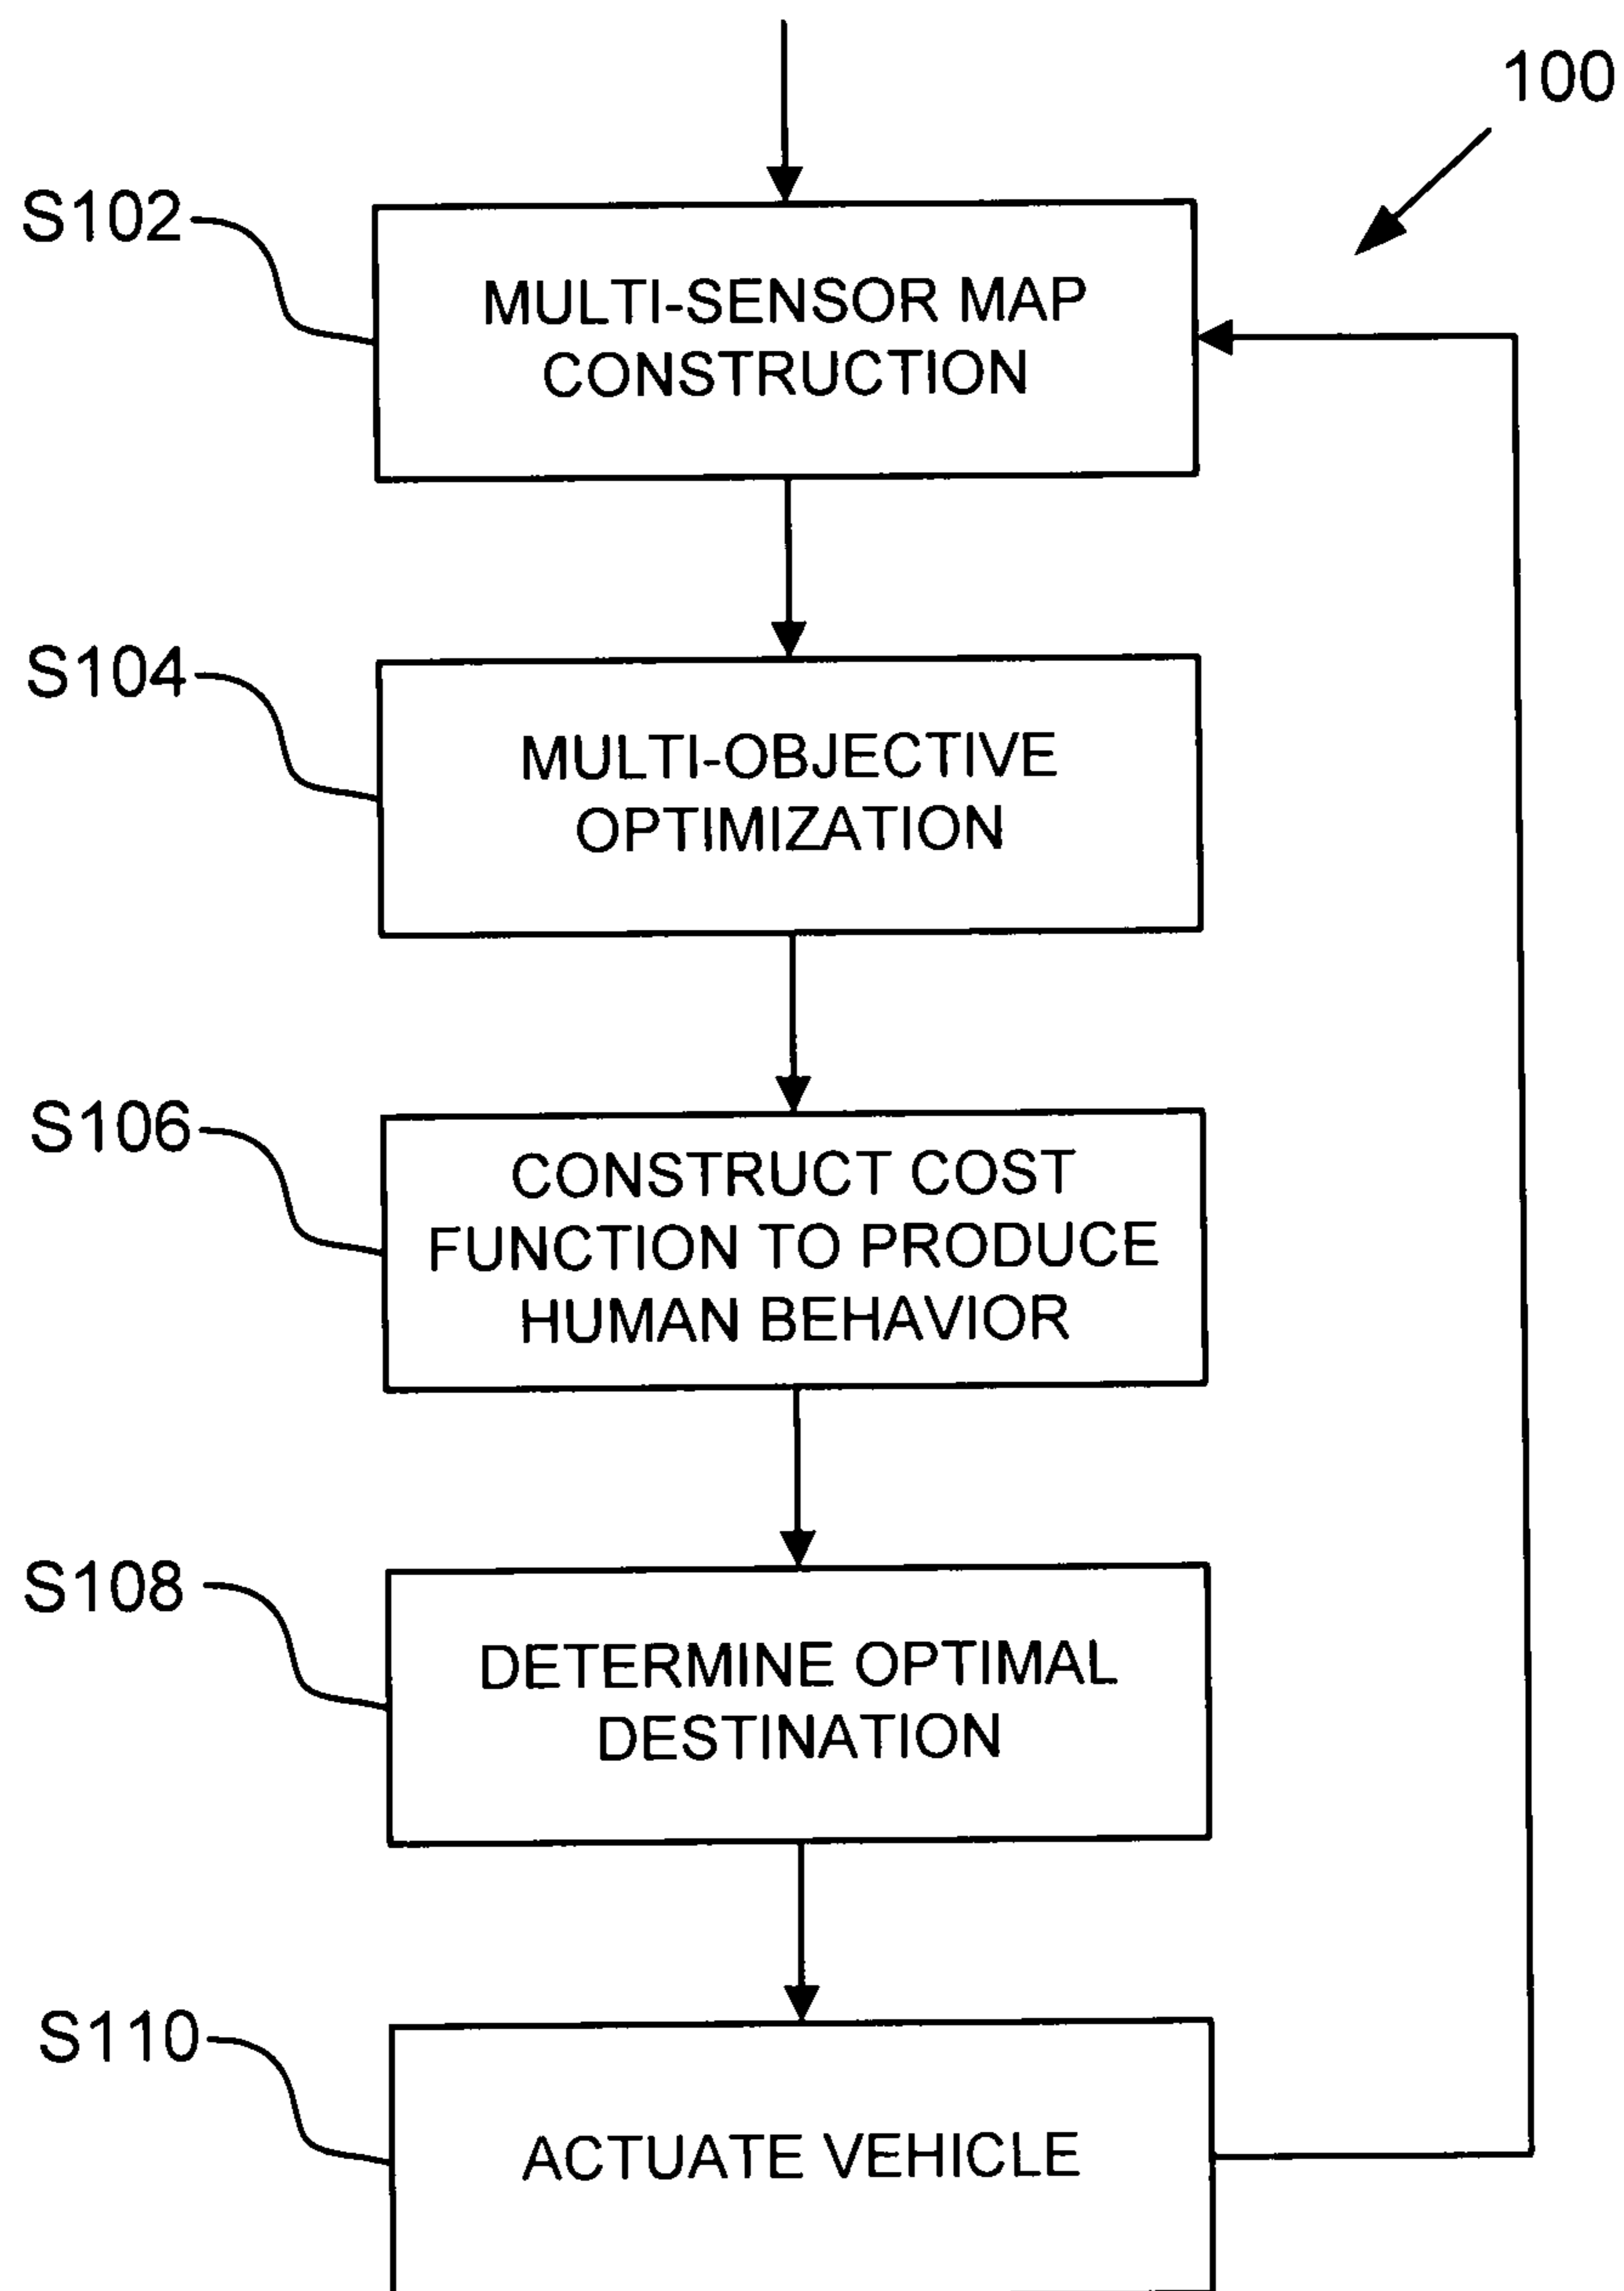 100
S102
MULTI-SENSOR MAP
CONSTRUCTION
S104
MULTI-OBJECTIVE
OPTIMIZATION
S106
CONSTRUCT COST
FUNCTION TO PRODUCE
HUMAN BEHAVIOR
S108
DETERMINE OPTIMAL
DESTINATION
S110
ACTUATE VEHICLE